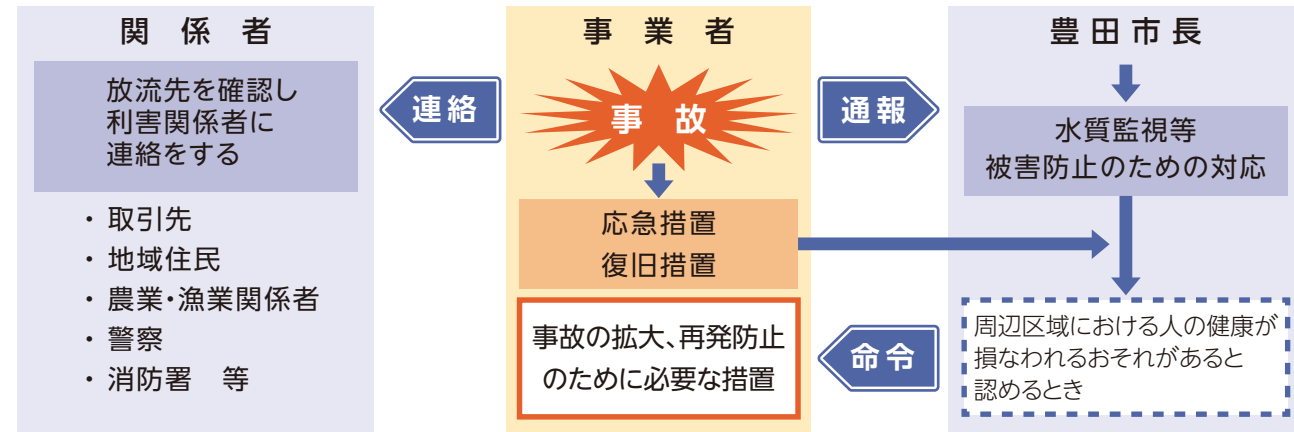 関係者
放流先を確認し
利害関係者に
連絡をする
・取引先
・地域住民
・農業・漁業関係者
・警察
・消防署　等
連絡
事業者
事故
応急措置
復旧措置
事故の拡大、再発防止
のために必要な措置
通報
命令
豊田市長
水質監視等
被害防止のための対応
周辺区域における人の健康が
損なわれるおそれがあると
認めるとき